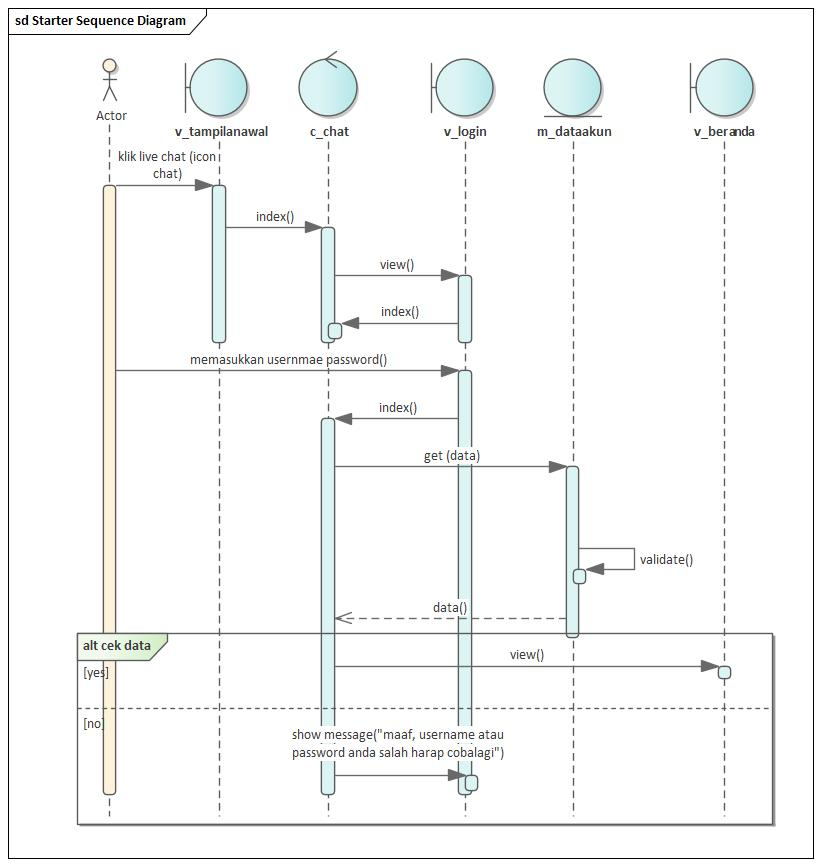 sd Starter Sequence Diagram
Actor
v_tampilanawal
c_chat
v_login
m_dataakun
v_beranda
klik live chat (icon
chat)
index()
view()
index()
memasukkan usernmae password()
index()
get (data)
validate()
data()
alt cek data
view()
[yes]
[no]
show message("maaf, username atau
password anda salah harap cobalagi")